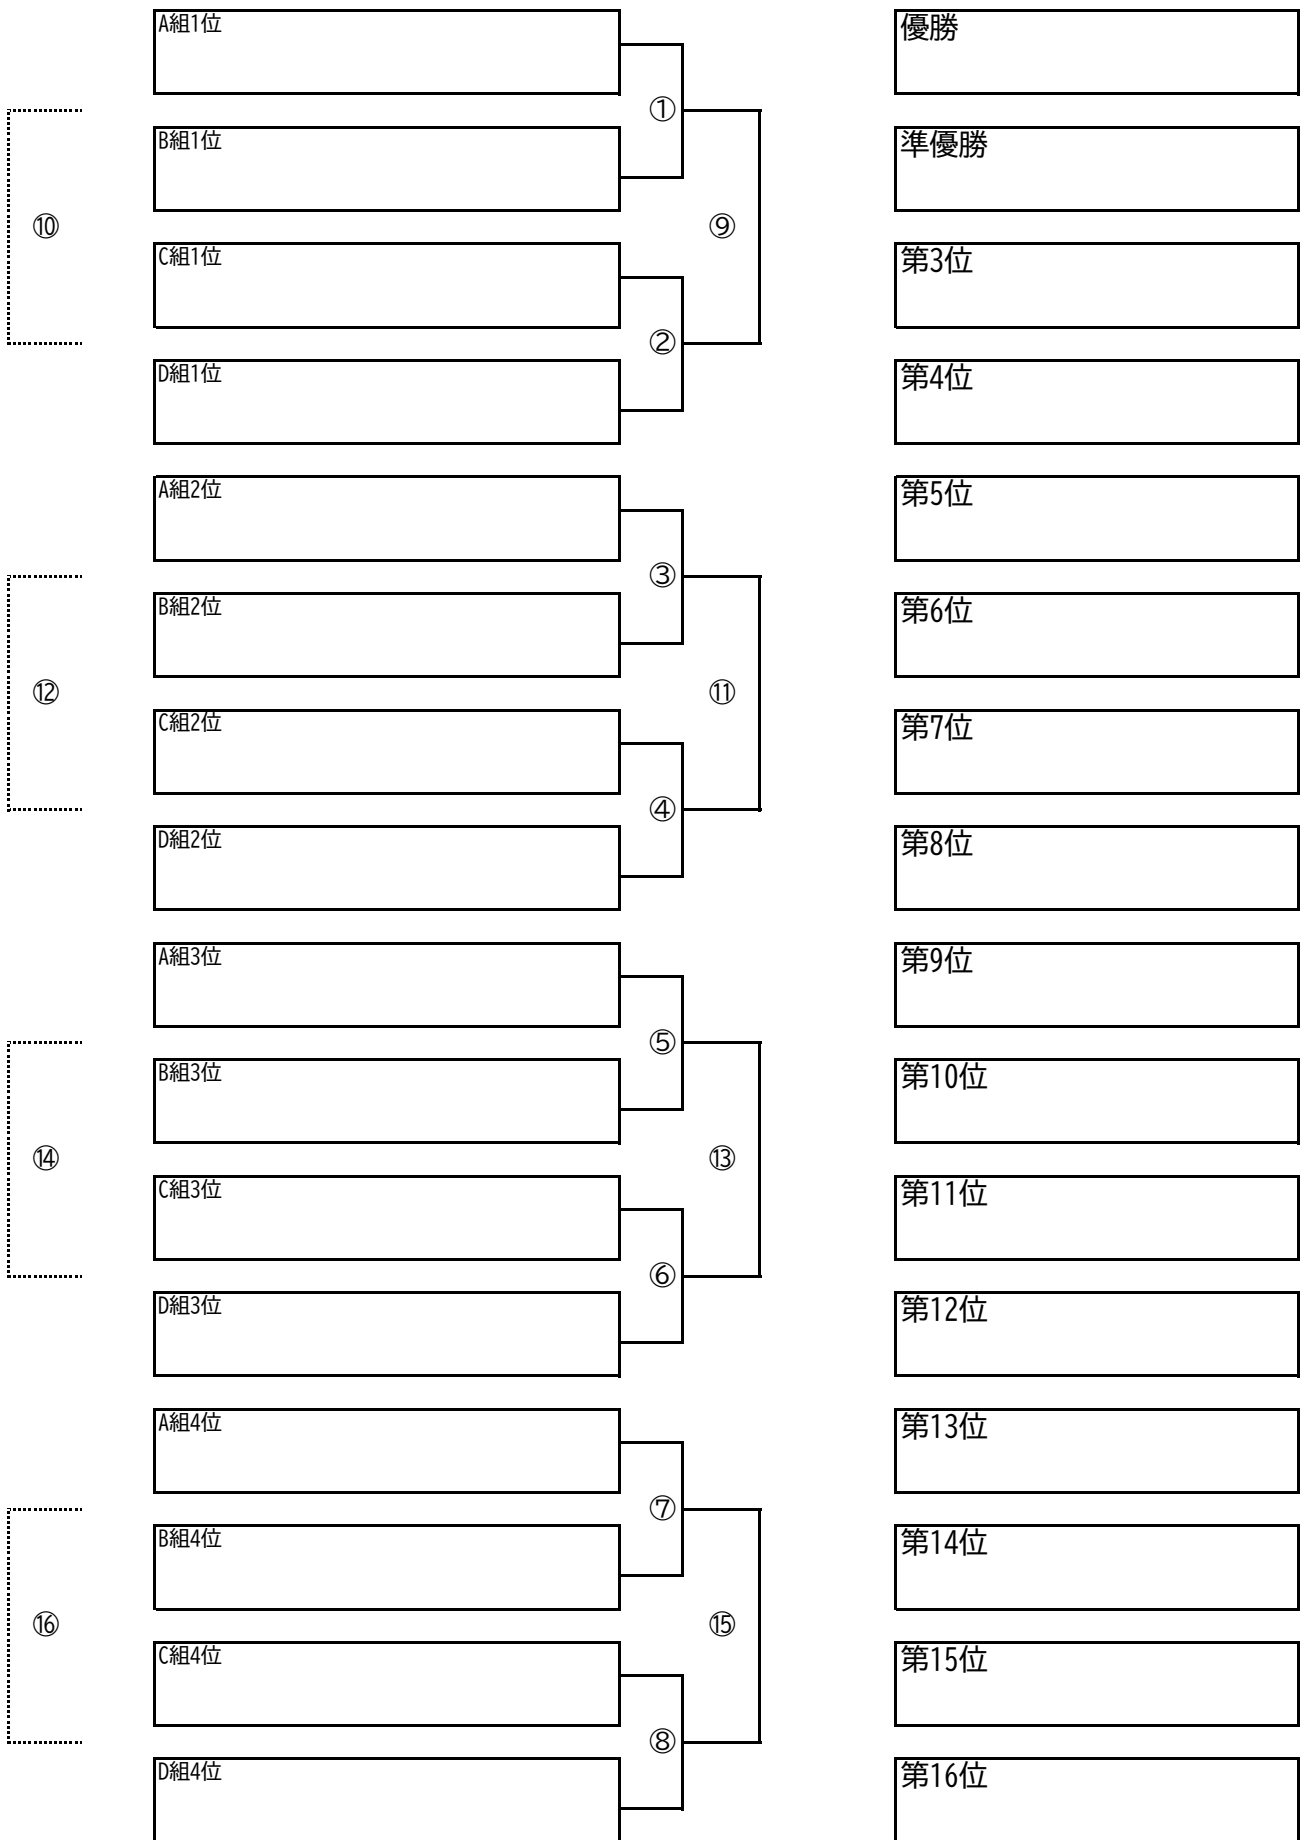 A組1位
優勝
①
B組1位
準優勝
⑩
⑨
C組1位
第3位
②
D組1位
第4位
A組2位
第5位
③
B組2位
第6位
⑫
⑪
C組2位
第7位
④
D組2位
第8位
A組3位
第9位
⑤
B組3位
第10位
⑭
⑬
C組3位
第11位
⑥
D組3位
第12位
A組4位
第13位
⑦
B組4位
第14位
⑯
⑮
C組4位
第15位
⑧
D組4位
第16位